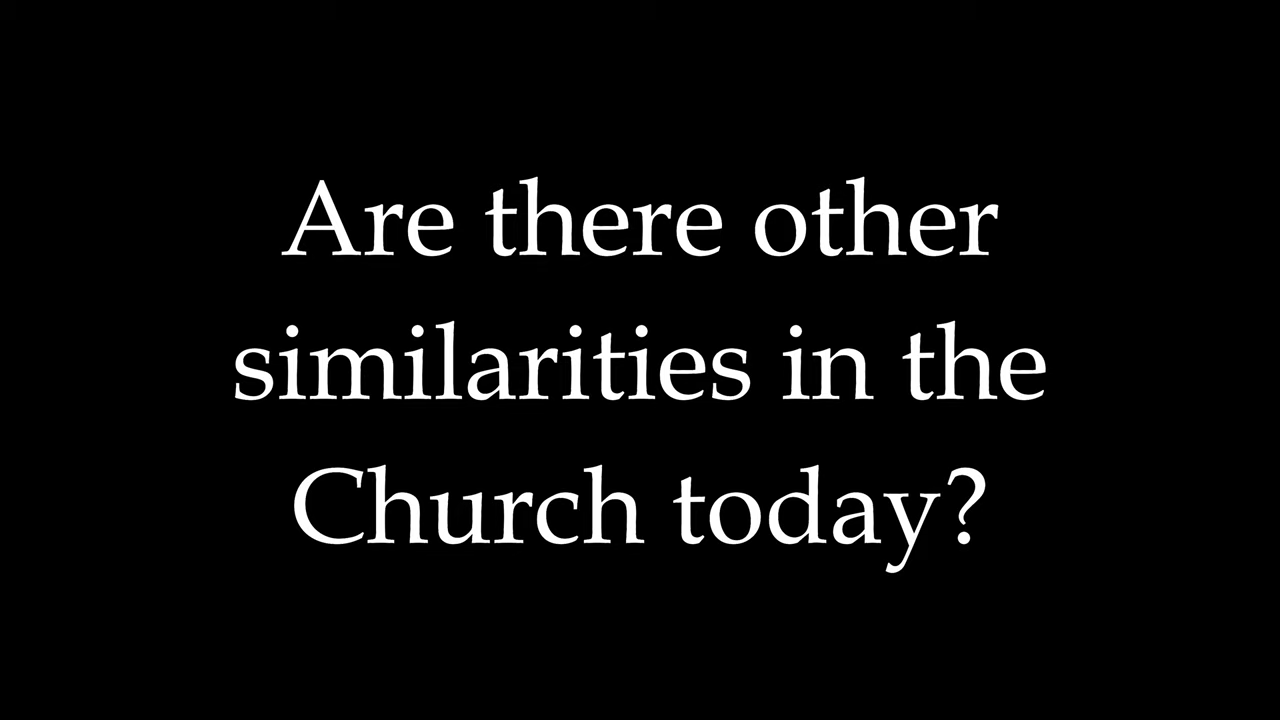 Are there other
similarities in the
Church today?